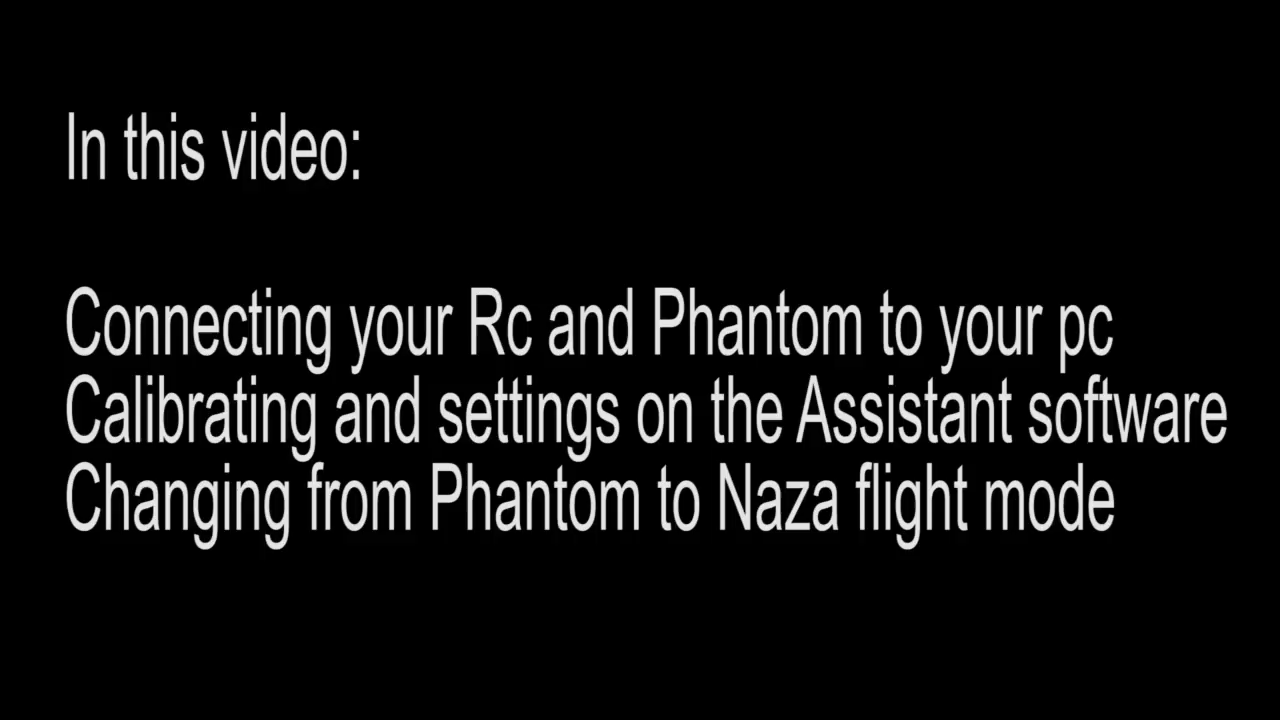 In this video:
Connecting your Rc and Phantom to your pc
Calibrating and settings on the Assistant software
Changing from Phantom to Naza flight mode